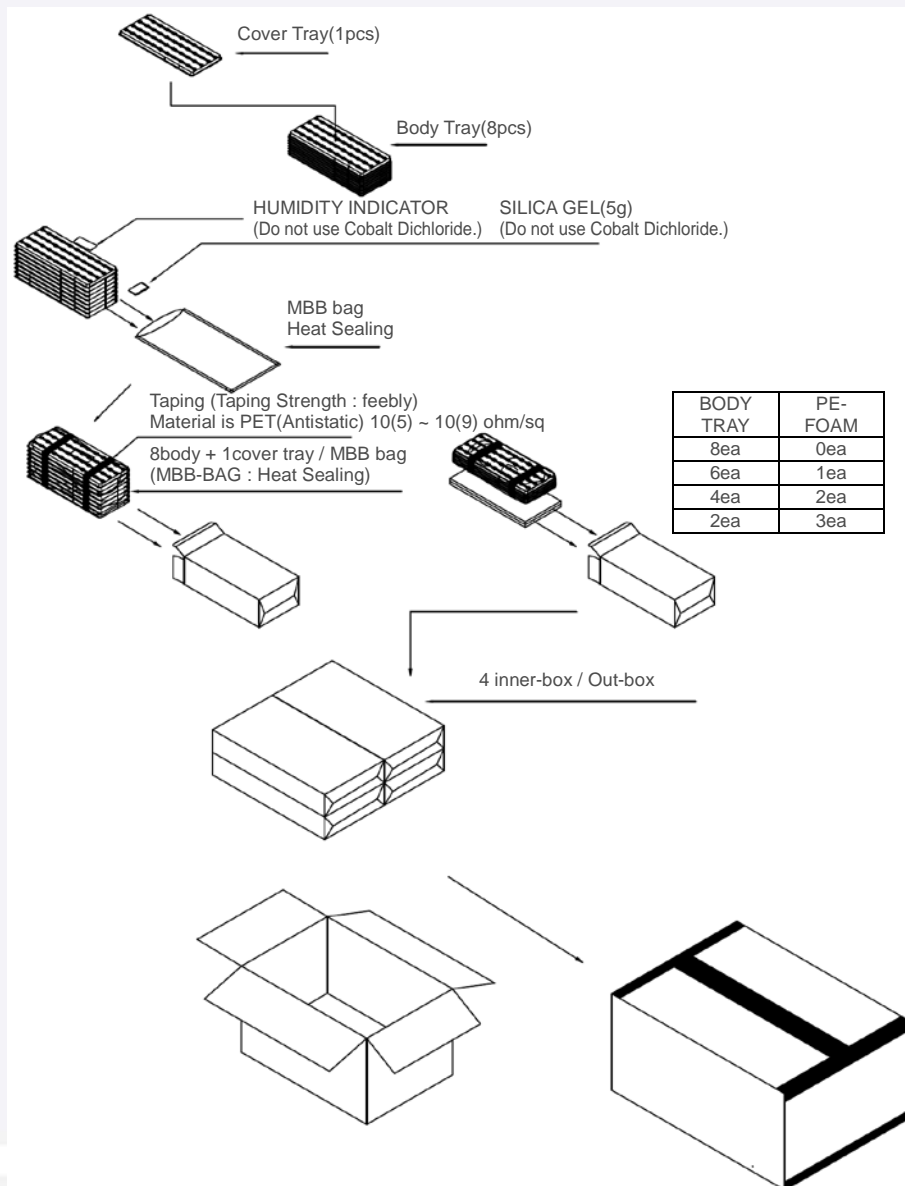 Cover Tray(1pcs)
Body Tray(8pcs)
HUMIDITY INDICATOR
(Do not use Cobalt Dichloride.)
SILICA GEL(5g)
(Do not use Cobalt Dichloride.)
MBB bag
Heat Sealing
Taping (Taping Strength : feebly)
Material is PET(Antistatic) 10(5) ~ 10(9) ohm/sq
8body + 1cover tray / MBB bag
(MBB-BAG : Heat Sealing)
BODY TRAY PE-FOAM
8ea 0ea
6ea 1ea
4ea 2ea
2ea 3ea
4 inner-box / Out-box